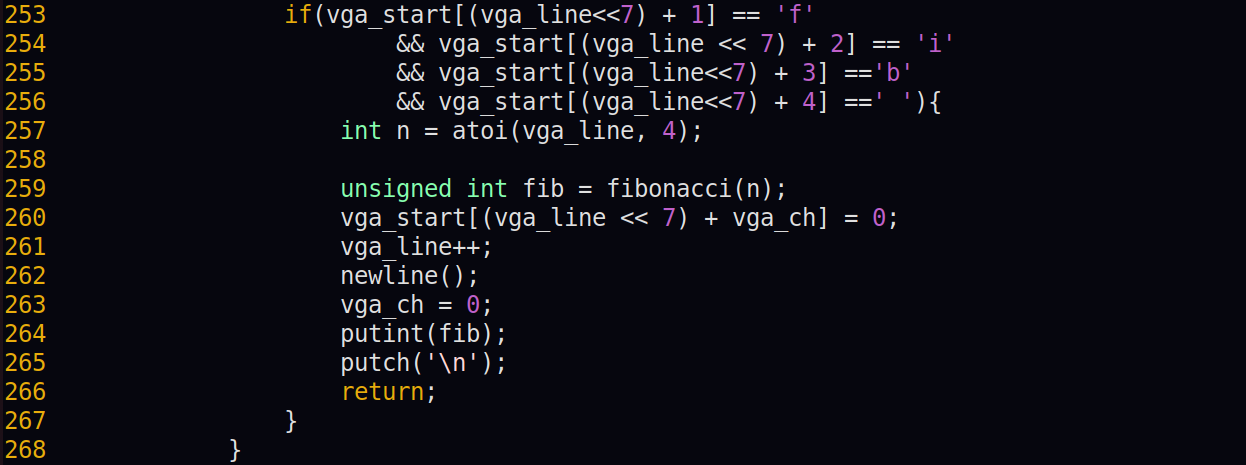 253                 if(vga_start[(vga_line<<7) + 1] == 'f'
254                         && vga_start[(vga_line << 7) + 2] == 'i'
255                         && vga_start[(vga_line<<7) + 3] =='b'
256                         && vga_start[(vga_line<<7) + 4] ==' '){
257                     int n = atoi(vga_line, 4);
258
259                     unsigned int fib = fibonacci(n);
260                     vga_start[(vga_line << 7) + vga_ch] = 0;
261                     vga_line++;
262                     newline();
263                     vga_ch = 0;
264                     putint(fib);
265                     putch('\n');
266                     return;
267                 }
268             }